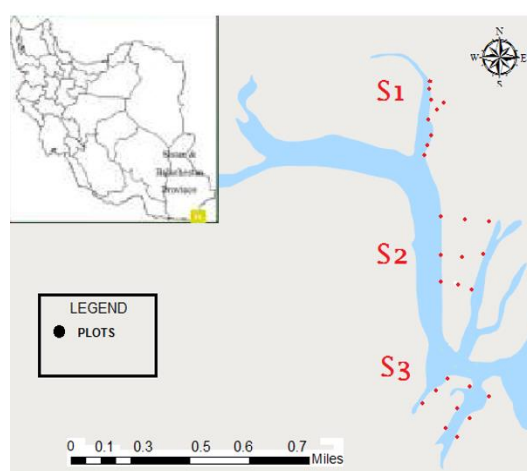 N
W E
S
S1
Sistan &
Baluchestan
Province
S2
LEGEND
PLOTS
S3
0 0.1 0.3 0.5 0.6 0.7
Miles